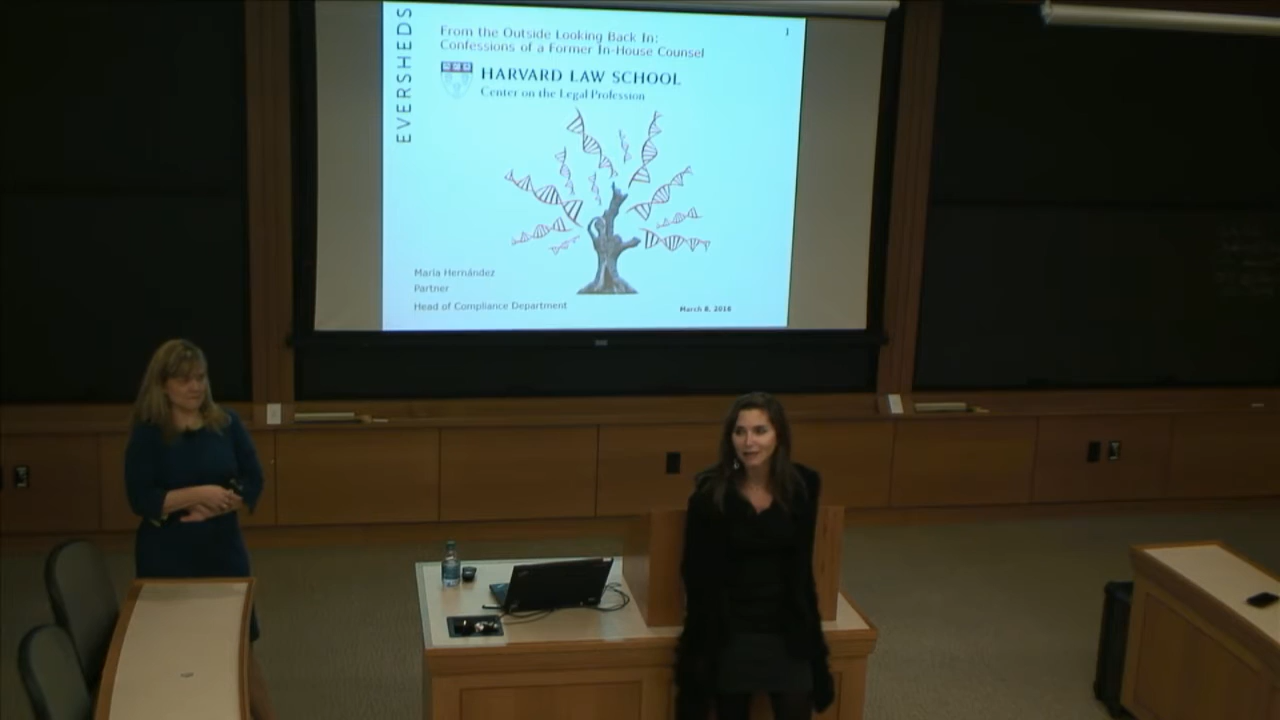 EVERSHEDS
From the Outside Looking Back In:
Confessions of a Former In-House Counsel
1
HARVARD LAW SCHOOL
Center on the Legal Profession
María Hernández
Partner
Head of Compliance Department
March 8, 2016